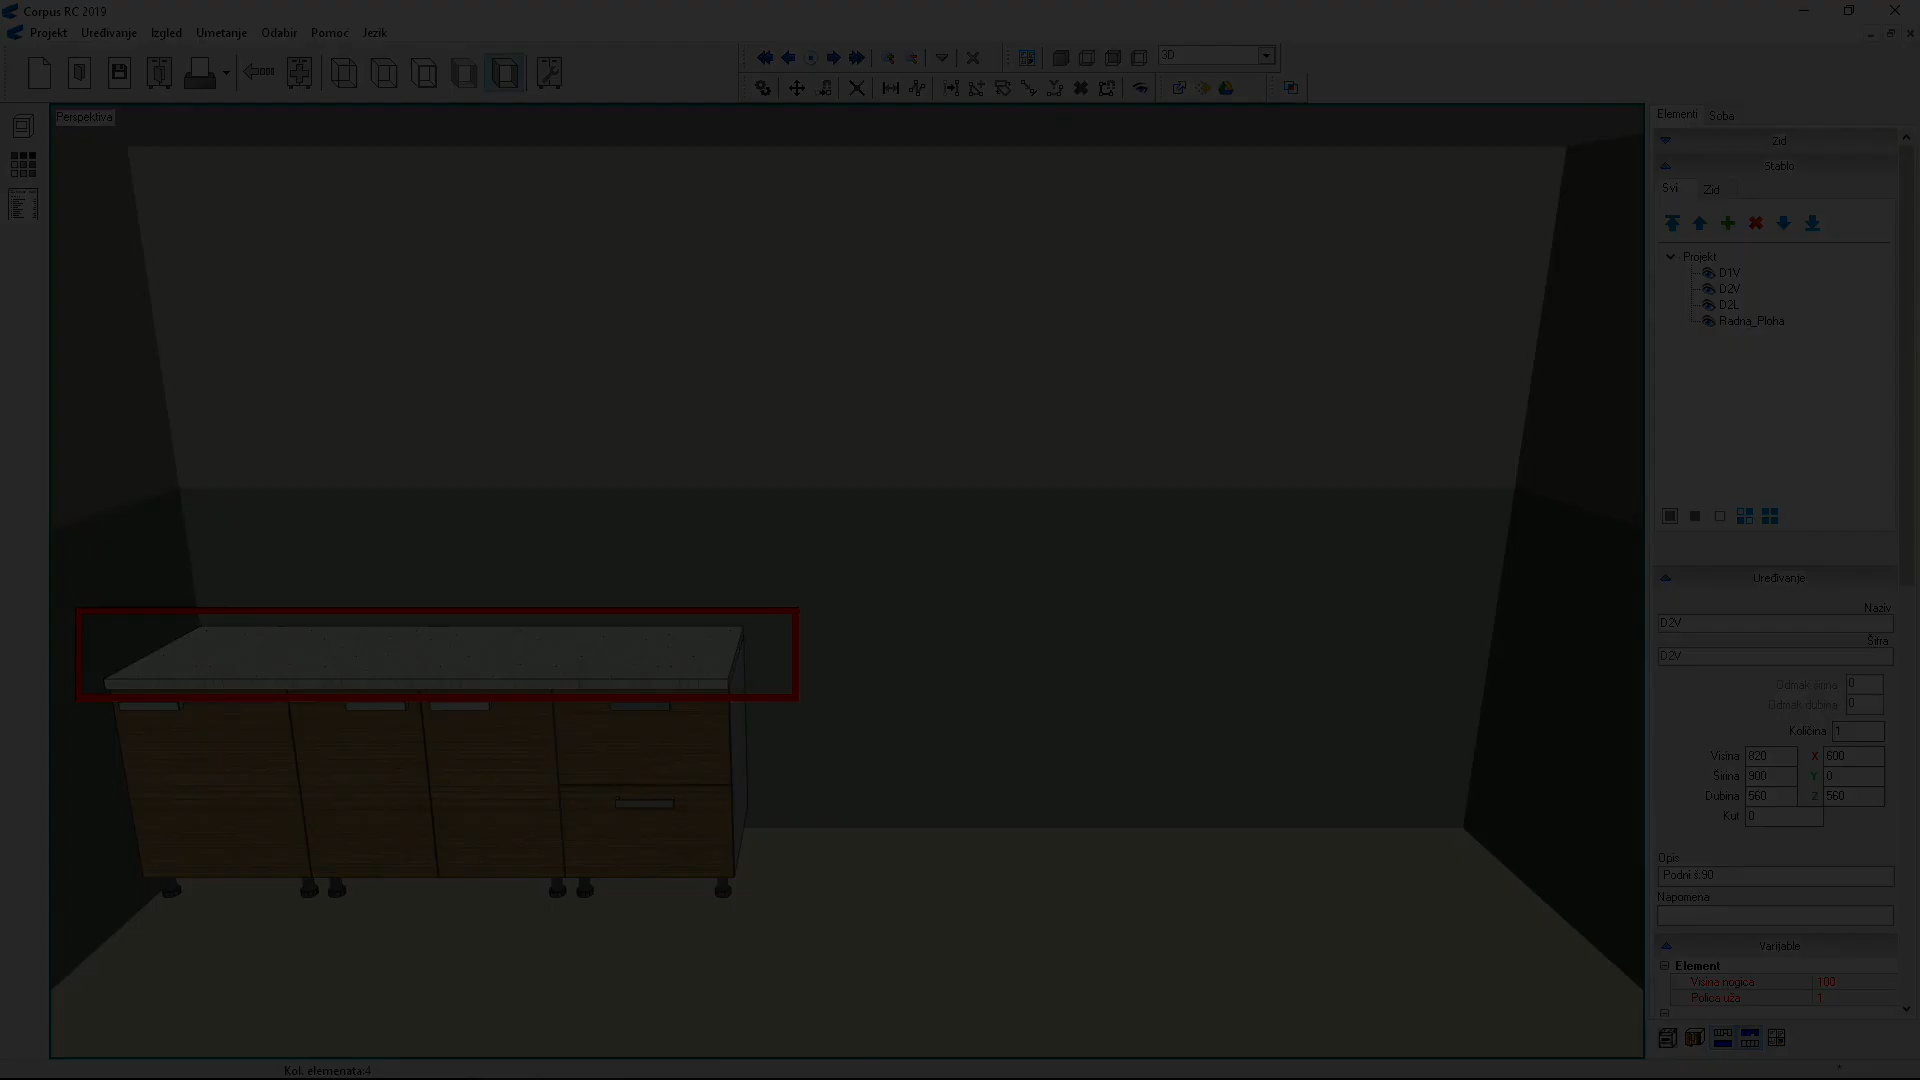 Corpus RC 2019
Projekt Uređivanje Izgled Umetanje Odabir Pomoc Jezik
3D
Perspektiva
Elementi Soba
Zid
Stablo
Svi Zid
Projekt
D1V
D2V
D2L
Radna_Ploha
Uređivanje
Naziv
D2V
Šifra
D2V
Odmak širina 0
Odmak dubina 0
Količina 1
Visina 820 X 600
Širina 900 Y 0
Dubina 560 Z 560
Kut 0
Opis
Podni š.90
Napomena
Varijable
Element
Visina nogica 100
Polica uža 1
Kol. elemenata:4